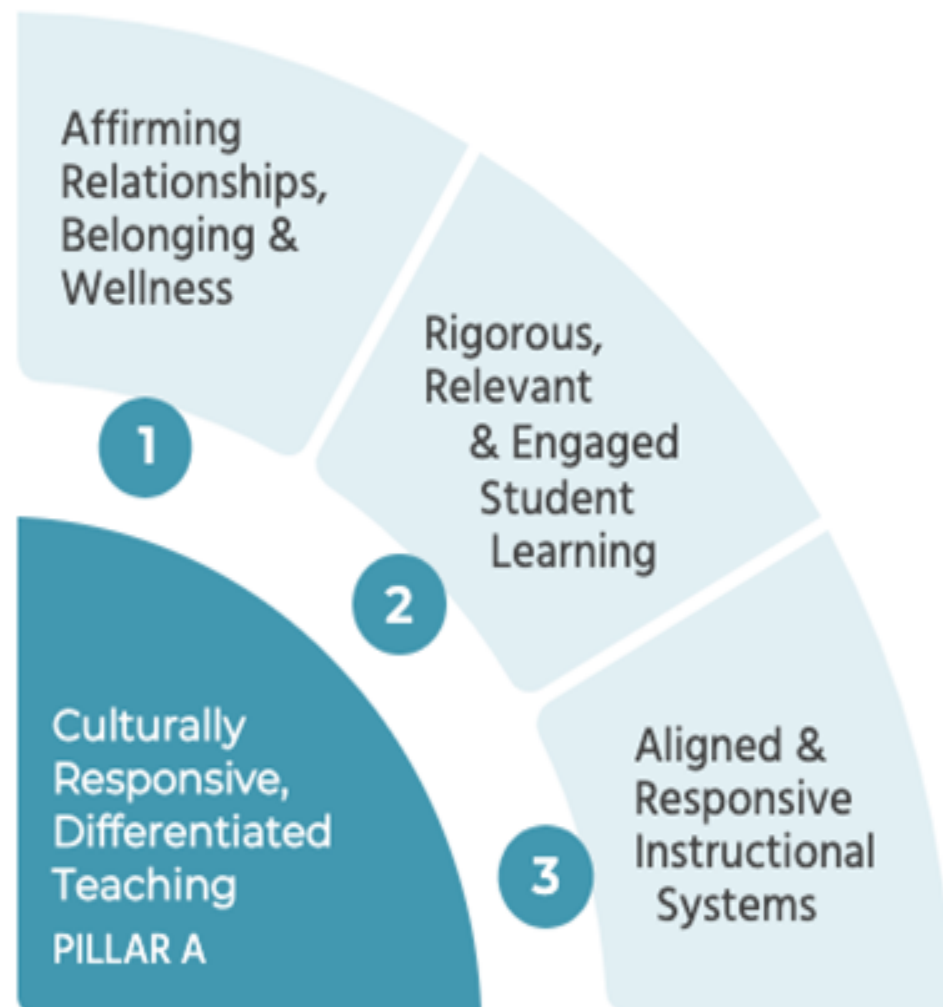 Affirming
Relationships,
Belonging &
Wellness
1
Rigorous,
Relevant
& Engaged
Student
Learning
2
Aligned &
Responsive
Instructional
Systems
3
Culturally
Responsive,
Differentiated
Teaching
PILLAR A